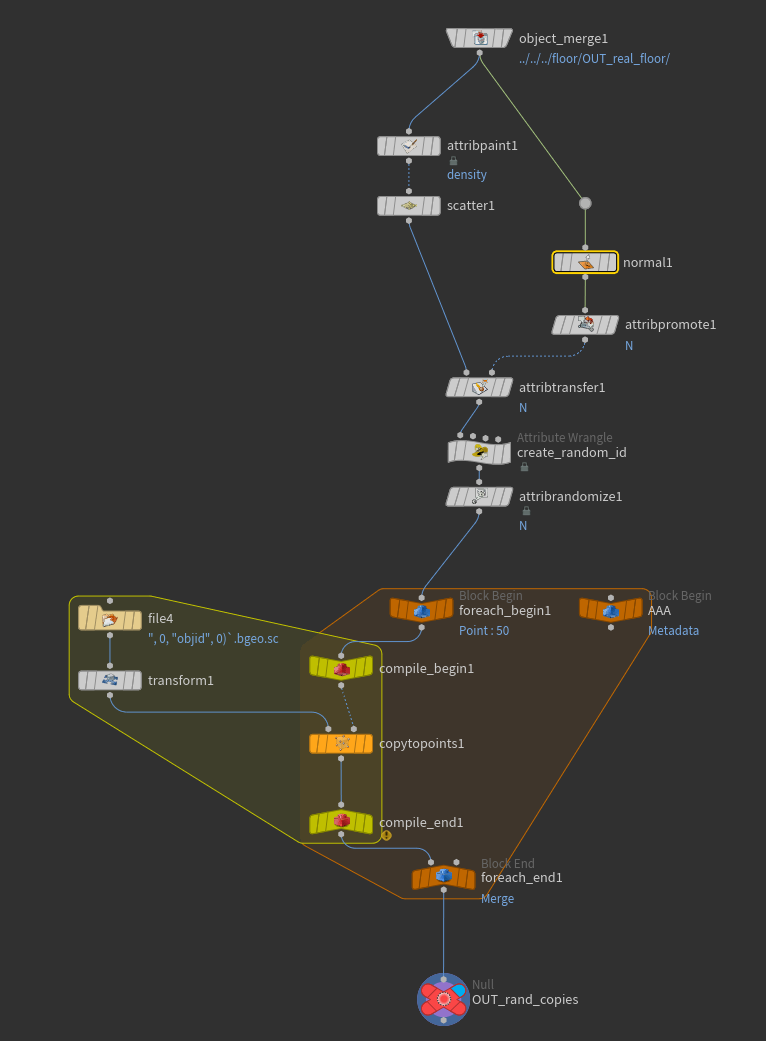 object_merge1
../../../floor/OUT_real_floor/
attribpaint1
density
scatter1
normal1
attribpromote1
N
attribtransfer1
N
Attribute Wrangle
create_random_id
attribrandomize1
N
Block Begin
foreach_begin1
Point : 50
Block Begin
AAA
Metadata
file4
", 0, "objid", 0)`.bgeo.sc
compile_begin1
transform1
copytopoints1
compile_end1
Block End
foreach_end1
Merge
Null
OUT_rand_copies